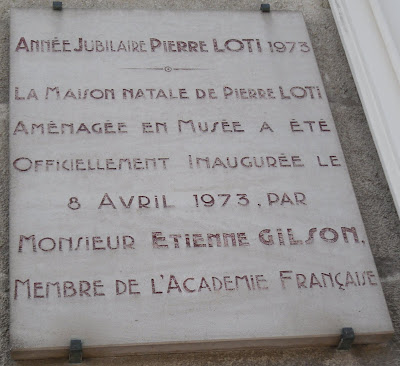 ANNÉE JUBILAIRE PIERRE LOTI 1973
LA MAISON NATALE DE PIERRE LOTI
AMÉNAGÉE EN MUSÉE A ÉTÉ
OFFICIELLEMENT INAUGURÉE LE
8 AVRIL 1973, PAR
MONSIEUR ETIENNE GILSON,
MEMBRE DE L'ACADEMIE FRANÇAISE